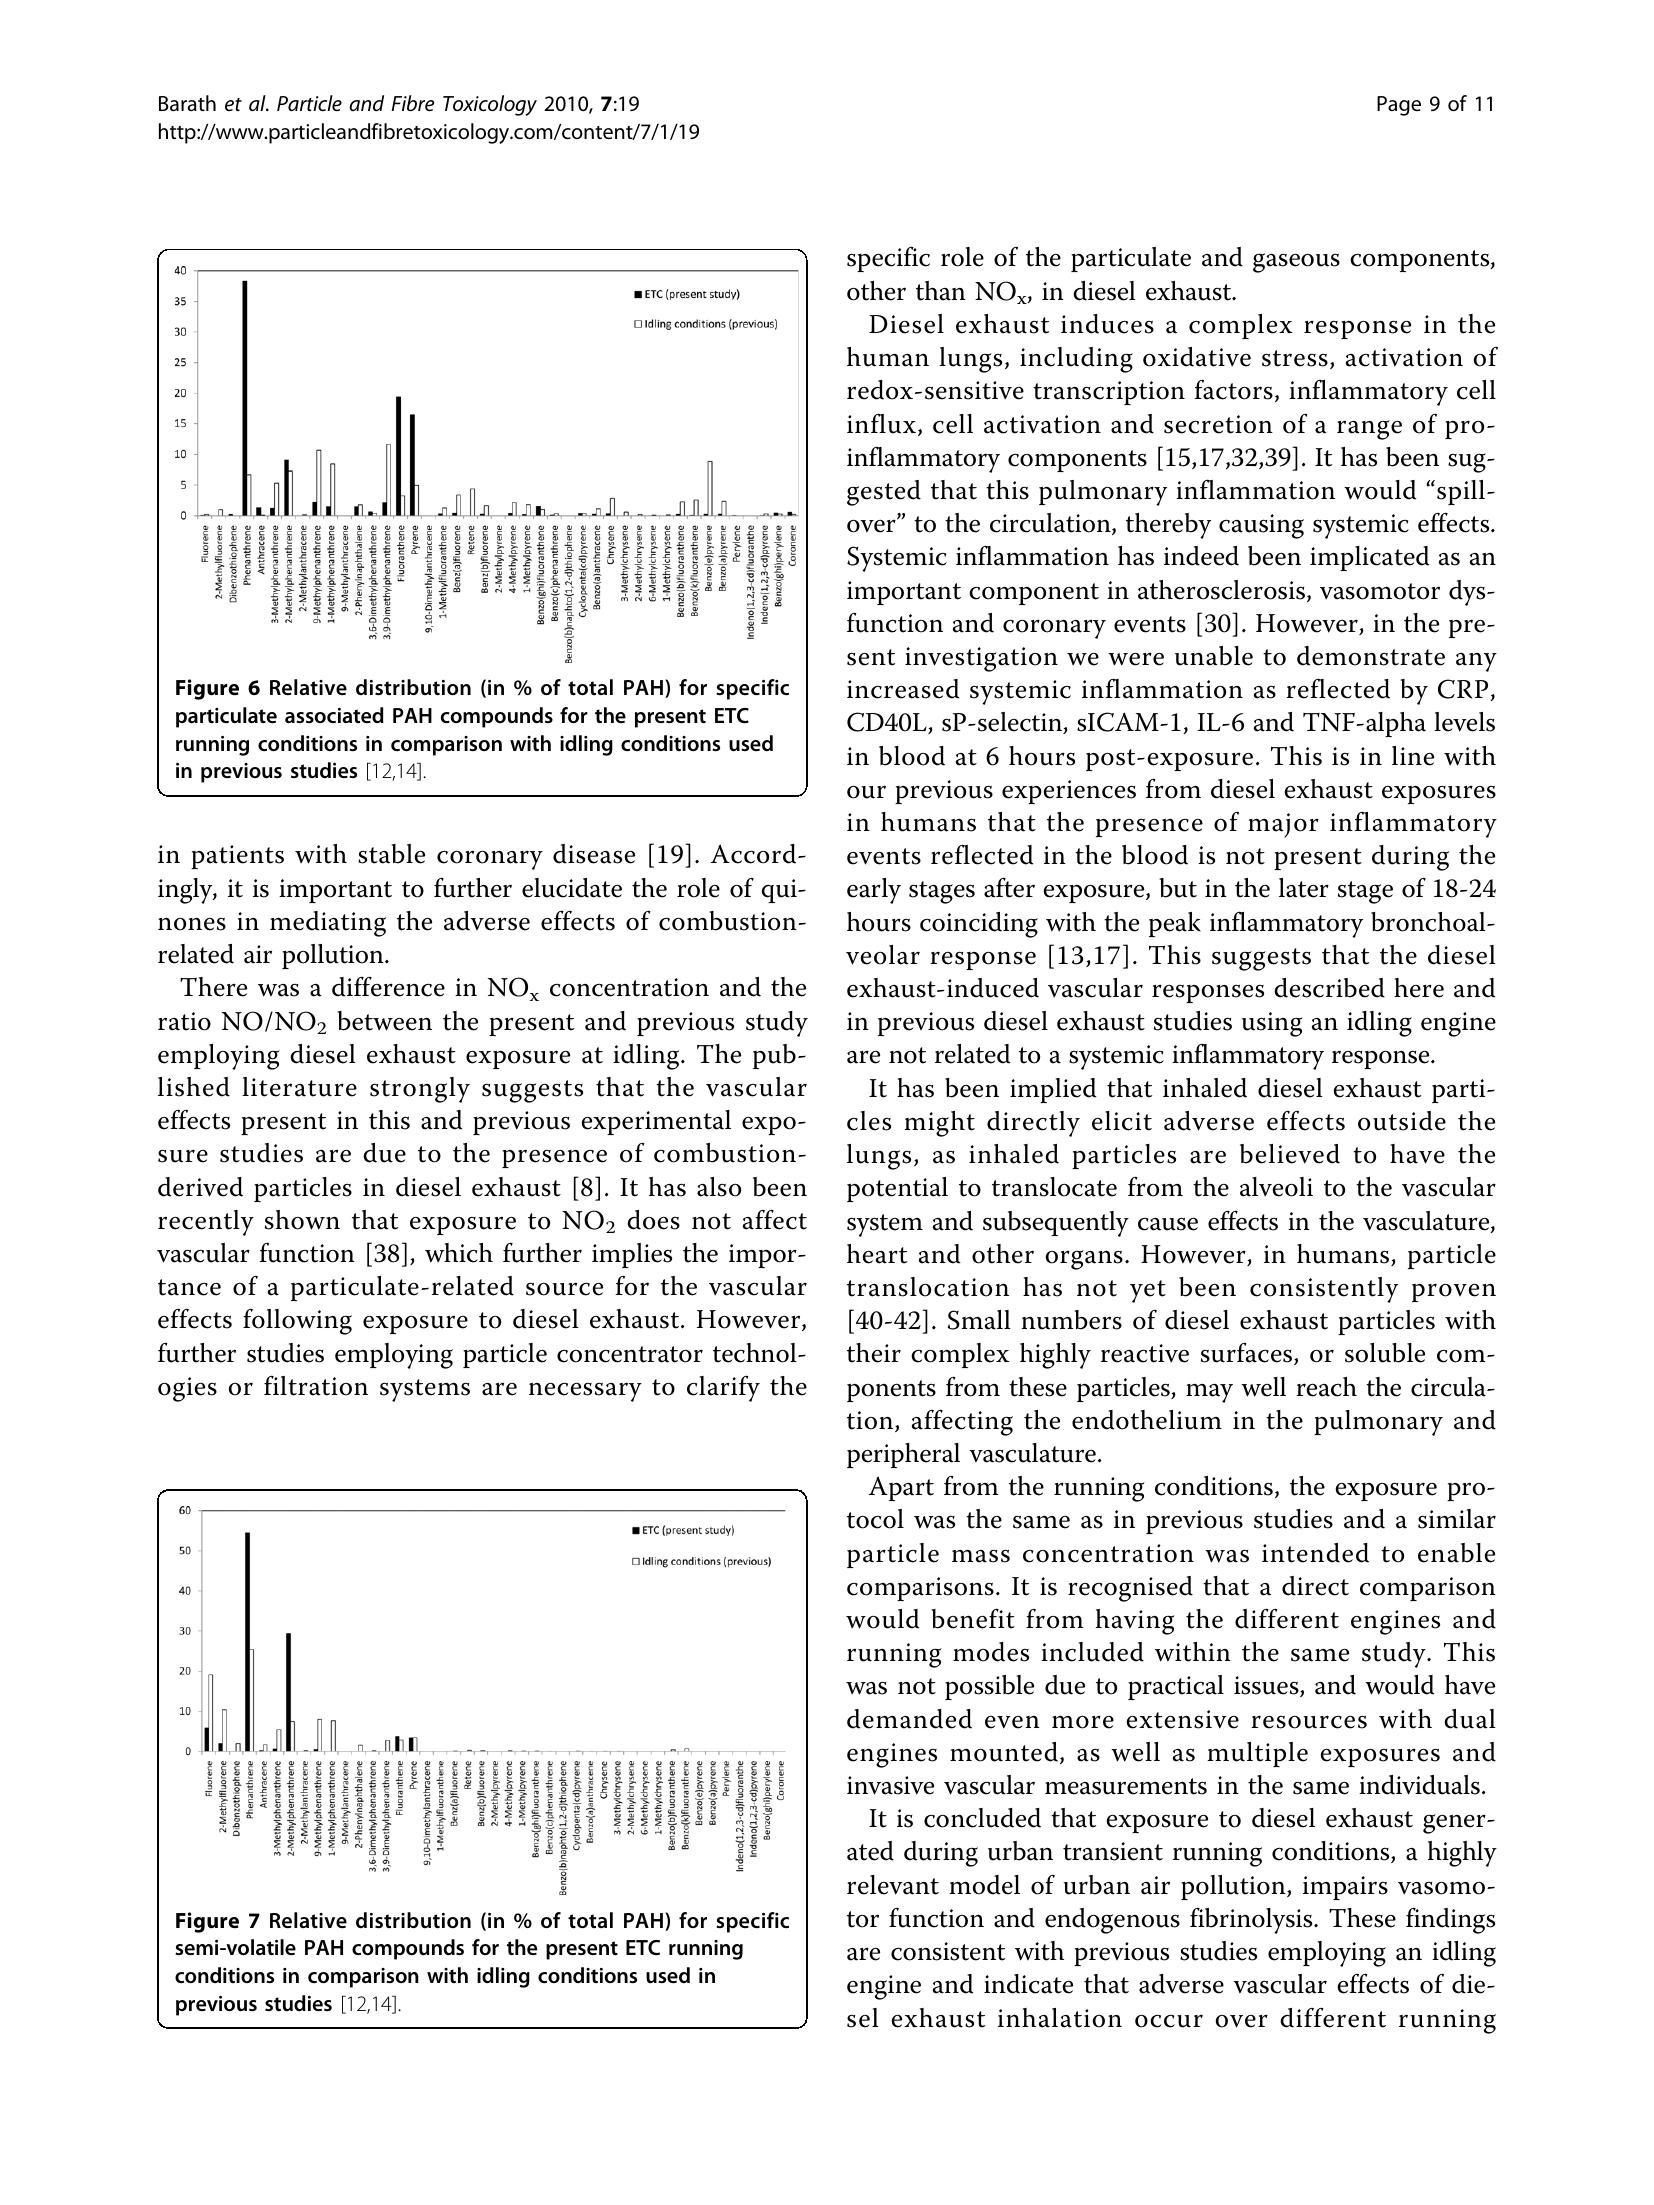 Barath et al. Particle and Fibre Toxicology 2010, 7:19
http://www.particleandfibretoxicology.com/content/7/1/19
Page 9 of 11
40
35
30
25
20
15
10
5
0
ETC (present study)
Idling conditions (previous)
Fluorene
2-Methylfluorene
Dibenzothiophene
Phenanthrene
Anthracene
3-Methylphenanthrene
2-Methylphenanthrene
2-Methylanthracene
9-Methylphenanthrene
1-Methylphenanthrene
9-Methylanthracene
2-Phenylnaphthalene
3,6-Dimethylphenanthrene
3,9-Dimethylphenanthrene
Fluoranthene
Pyrene
9,10-Dimethylanthracene
1-Methylfluoranthene
Benz(a)fluorene
Retene
Benz(b)fluorene
2-Methylpyrene
4-Methylpyrene
1-Methylpyrene
Benzo(ghi)fluoranthene
Benzo(c)phenanthrene
Benzo(b)naphto(1,2-d)thiophene
Cyclopenta(cd)pyrene
Benzo(a)anthracene
Chrysene
3-Methylchrysene
2-Methylchrysene
6-Methylchrysene
1-Methylchrysene
Benzo(b)fluoranthene
Benzo(k)fluoranthene
Benzo(e)pyrene
Benzo(a)pyrene
Perylene
Indeno(1,2,3-cd)fluoranthe
Indeno(1,2,3-cd)pyrene
Benzo(ghi)perylene
Coronene
Figure 6 Relative distribution (in % of total PAH) for specific
particulate associated PAH compounds for the present ETC
running conditions in comparison with idling conditions used
in previous studies [12,14].
in patients with stable coronary disease [19]. Accord-
ingly, it is important to further elucidate the role of qui-
nones in mediating the adverse effects of combustion-
related air pollution.
There was a difference in NOx concentration and the
ratio NO/NO2 between the present and previous study
employing diesel exhaust exposure at idling. The pub-
lished literature strongly suggests that the vascular
effects present in this and previous experimental expo-
sure studies are due to the presence of combustion-
derived particles in diesel exhaust [8]. It has also been
recently shown that exposure to NO2 does not affect
vascular function [38], which further implies the impor-
tance of a particulate-related source for the vascular
effects following exposure to diesel exhaust. However,
further studies employing particle concentrator technol-
ogies or filtration systems are necessary to clarify the
60
50
40
30
20
10
0
ETC (present study)
Idling conditions (previous)
Fluorene
2-Methylfluorene
Dibenzothiophene
Phenanthrene
Anthracene
3-Methylphenanthrene
2-Methylphenanthrene
2-Methylanthracene
9-Methylphenanthrene
1-Methylphenanthrene
9-Methylanthracene
2-Phenylnaphthalene
3,6-Dimethylphenanthrene
3,9-Dimethylphenanthrene
Fluoranthene
Pyrene
9,10-Dimethylanthracene
1-Methylfluoranthene
Benz(a)fluorene
Retene
Benz(b)fluorene
2-Methylpyrene
4-Methylpyrene
1-Methylpyrene
Benzo(ghi)fluoranthene
Benzo(c)phenanthrene
Benzo(b)naphto(1,2-d)thiophene
Cyclopenta(cd)pyrene
Benzo(a)anthracene
Chrysene
3-Methylchrysene
2-Methylchrysene
6-Methylchrysene
1-Methylchrysene
Benzo(b)fluoranthene
Benzo(k)fluoranthene
Benzo(e)pyrene
Benzo(a)pyrene
Perylene
Indeno(1,2,3-cd)fluoranthe
Indeno(1,2,3-cd)pyrene
Benzo(ghi)perylene
Coronene
Figure 7 Relative distribution (in % of total PAH) for specific
semi-volatile PAH compounds for the present ETC running
conditions in comparison with idling conditions used in
previous studies [12,14].
specific role of the particulate and gaseous components,
other than NOx, in diesel exhaust.
Diesel exhaust induces a complex response in the
human lungs, including oxidative stress, activation of
redox-sensitive transcription factors, inflammatory cell
influx, cell activation and secretion of a range of pro-
inflammatory components [15,17,32,39]. It has been sug-
gested that this pulmonary inflammation would “spill-
over” to the circulation, thereby causing systemic effects.
Systemic inflammation has indeed been implicated as an
important component in atherosclerosis, vasomotor dys-
function and coronary events [30]. However, in the pre-
sent investigation we were unable to demonstrate any
increased systemic inflammation as reflected by CRP,
CD40L, sP-selectin, sICAM-1, IL-6 and TNF-alpha levels
in blood at 6 hours post-exposure. This is in line with
our previous experiences from diesel exhaust exposures
in humans that the presence of major inflammatory
events reflected in the blood is not present during the
early stages after exposure, but in the later stage of 18-24
hours coinciding with the peak inflammatory bronchoal-
veolar response [13,17]. This suggests that the diesel
exhaust-induced vascular responses described here and
in previous diesel exhaust studies using an idling engine
are not related to a systemic inflammatory response.
It has been implied that inhaled diesel exhaust parti-
cles might directly elicit adverse effects outside the
lungs, as inhaled particles are believed to have the
potential to translocate from the alveoli to the vascular
system and subsequently cause effects in the vasculature,
heart and other organs. However, in humans, particle
translocation has not yet been consistently proven
[40-42]. Small numbers of diesel exhaust particles with
their complex highly reactive surfaces, or soluble com-
ponents from these particles, may well reach the circula-
tion, affecting the endothelium in the pulmonary and
peripheral vasculature.
Apart from the running conditions, the exposure pro-
tocol was the same as in previous studies and a similar
particle mass concentration was intended to enable
comparisons. It is recognised that a direct comparison
would benefit from having the different engines and
running modes included within the same study. This
was not possible due to practical issues, and would have
demanded even more extensive resources with dual
engines mounted, as well as multiple exposures and
invasive vascular measurements in the same individuals.
It is concluded that exposure to diesel exhaust gener-
ated during urban transient running conditions, a highly
relevant model of urban air pollution, impairs vasomo-
tor function and endogenous fibrinolysis. These findings
are consistent with previous studies employing an idling
engine and indicate that adverse vascular effects of die-
sel exhaust inhalation occur over different running